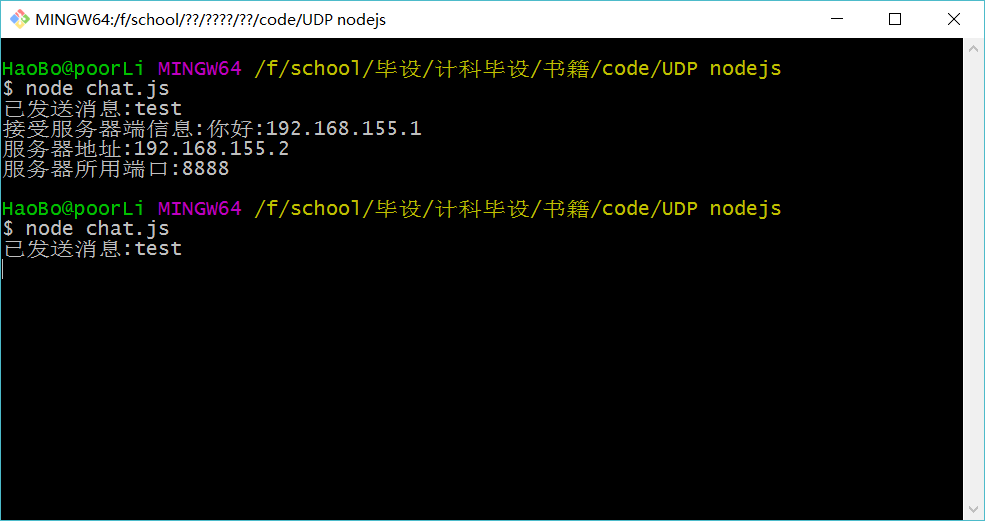 MINGW64:/f/school/??/????/??/code/UDP nodejs
HaoBo@poorLi MINGW64 /f/school/毕设/计科毕设/书籍/code/UDP nodejs
$ node chat.js
已发送消息:test
接受服务器端信息:你好:192.168.155.1
服务器地址:192.168.155.2
服务器所用端口:8888
HaoBo@poorLi MINGW64 /f/school/毕设/计科毕设/书籍/code/UDP nodejs
$ node chat.js
已发送消息:test